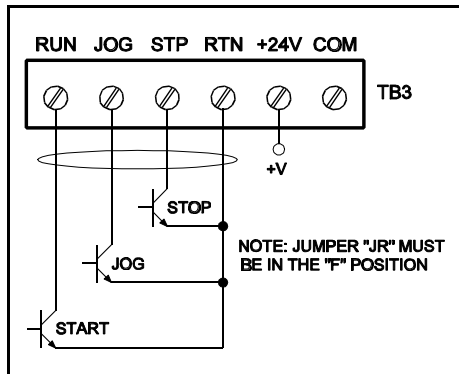 RUN JOG STP RTN +24V COM
TB3
+V
STOP
NOTE: JUMPER "JR" MUST
BE IN THE "F" POSITION
JOG
START